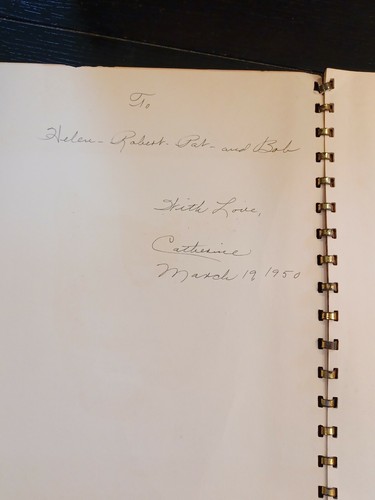 To
Helen - Robert - Pat - and Bob
With Love,
Catherine
March 19 1950